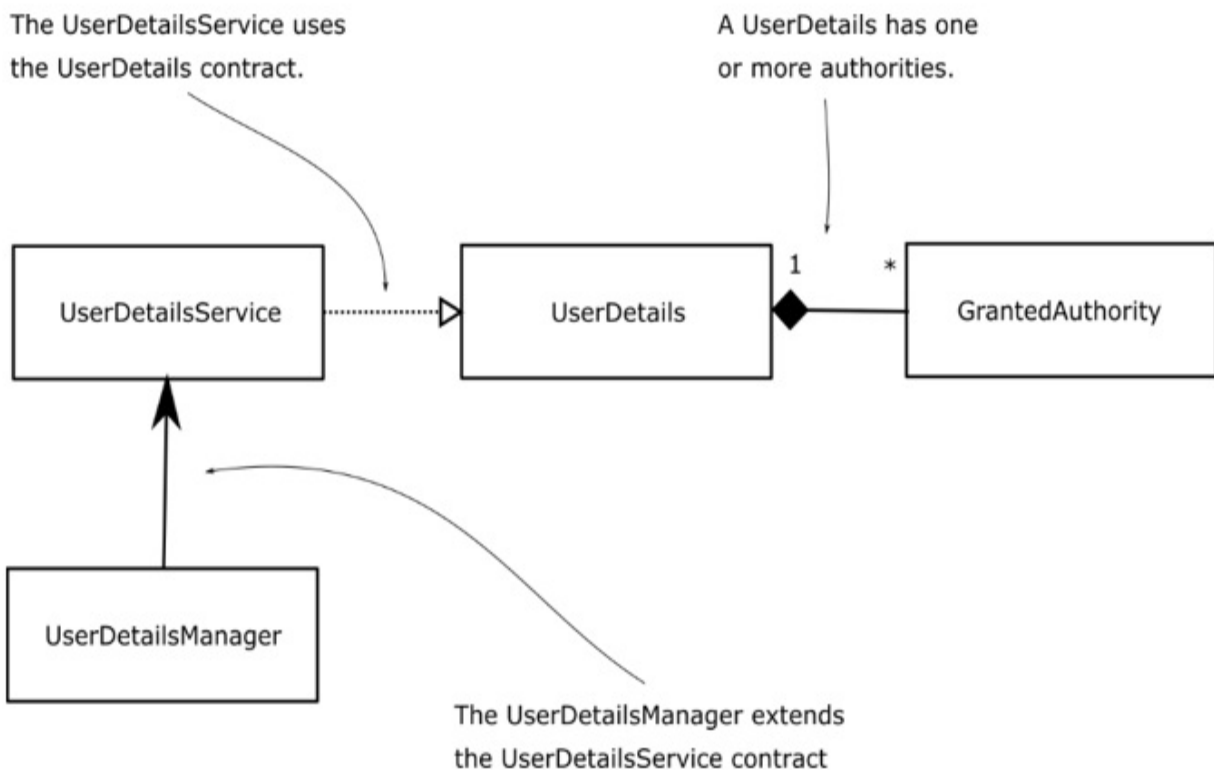 The UserDetailsService uses
the UserDetails contract.
A UserDetails has one
or more authorities.
UserDetailsService
UserDetails
1
*
GrantedAuthority
UserDetailsManager
The UserDetailsManager extends
the UserDetailsService contract